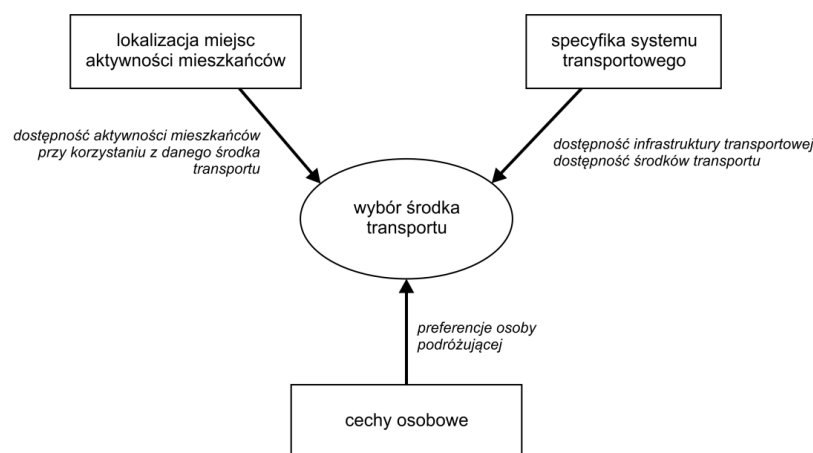 lokalizacja miejsc
aktywności mieszkańców
specyfika systemu
transportowego
dostępność aktywności mieszkańców
przy korzystaniu z danego środka
transportu
dostępność infrastruktury transportowej
dostępność środków transportu
wybór środka
transportu
preferencje osoby
podróżującej
cechy osobowe